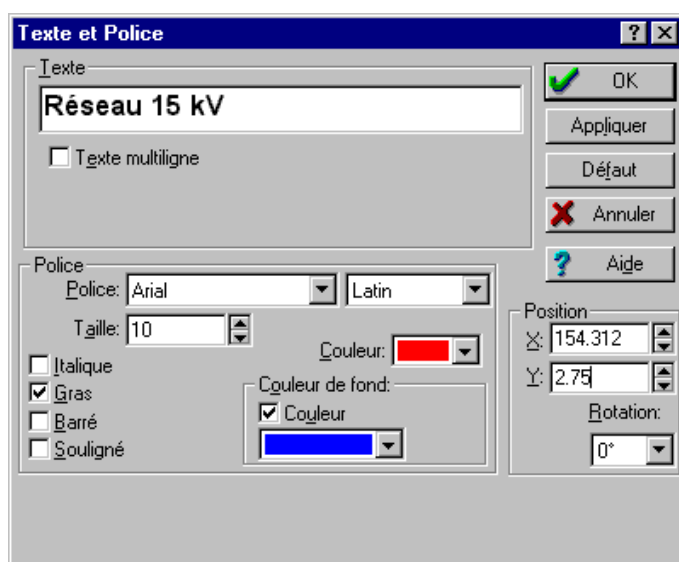 Texte et Police
Texte
Réseau 15 kV
Texte multiligne
OK
Appliquer
Défaut
Annuler
Aide
Police
Police: Arial Latin
Taille: 10
Couleur:
Italique
Gras
Barré
Souligné
Couleur de fond:
Couleur
Position
X: 154.312
Y: 2.75
Rotation:
0°